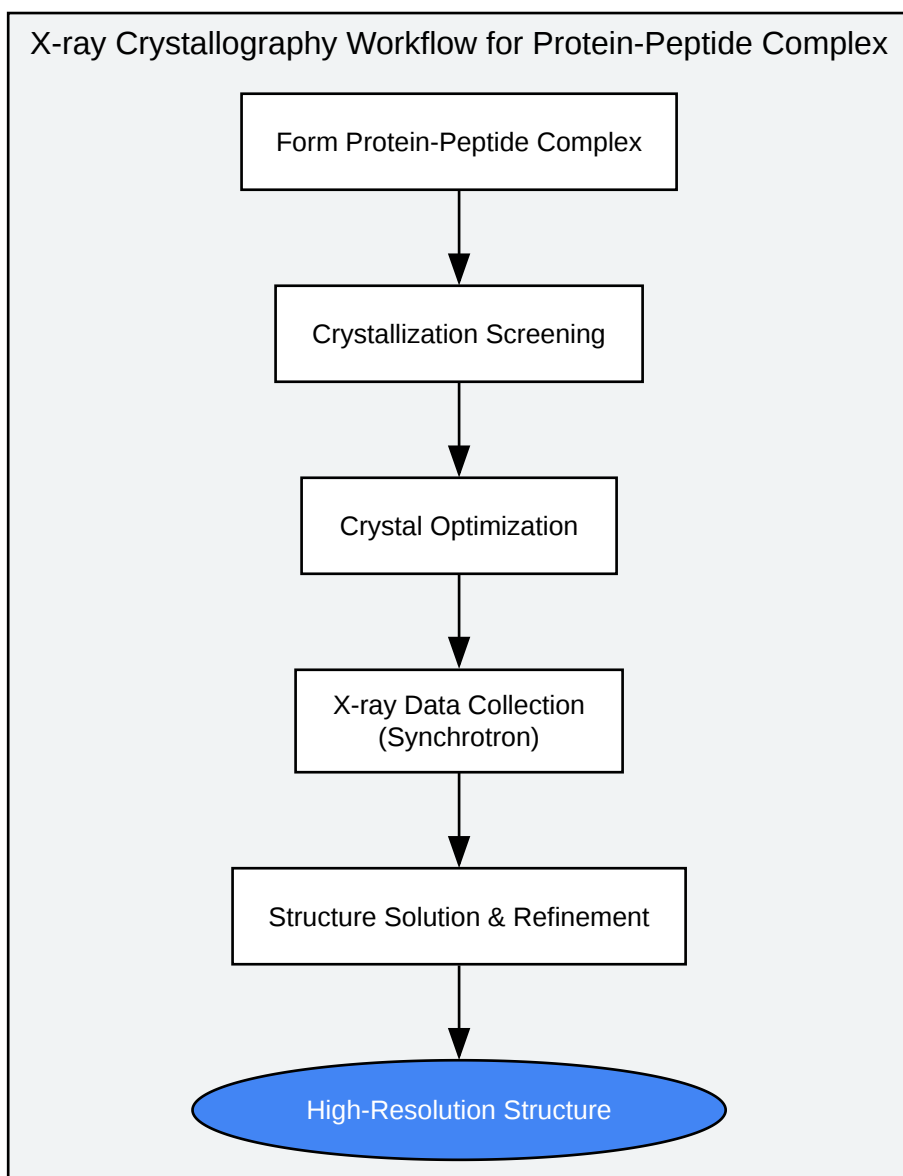 X-ray Crystallography Workflow for Protein-Peptide Complex
Form Protein-Peptide Complex
Crystallization Screening
Crystal Optimization
X-ray Data Collection
(Synchrotron)
Structure Solution & Refinement
High-Resolution Structure